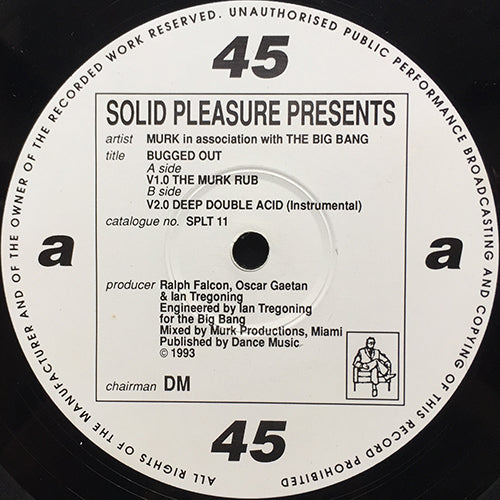 ALL RIGHTS OF THE MANUFACTURER AND OF THE OWNER OF THE RECORDED WORK RESERVED. UNAUTHORISED PUBLIC PERFORMANCE BROADCASTING AND COPYING OF THIS RECORD PROHIBITED
45
SOLID PLEASURE PRESENTS
artist MURK in association with THE BIG BANG
title BUGGED OUT
A side
V1.0 THE MURK RUB
B side
V2.0 DEEP DOUBLE ACID (Instrumental)
catalogue no. SPLT 11
a a
producer Ralph Falcon, Oscar Gaetan
& Ian Tregoning
Engineered by Ian Tregoning
for the Big Bang
Mixed by Murk Productions, Miami
Published by Dance Music
© 1993
chairman DM
45